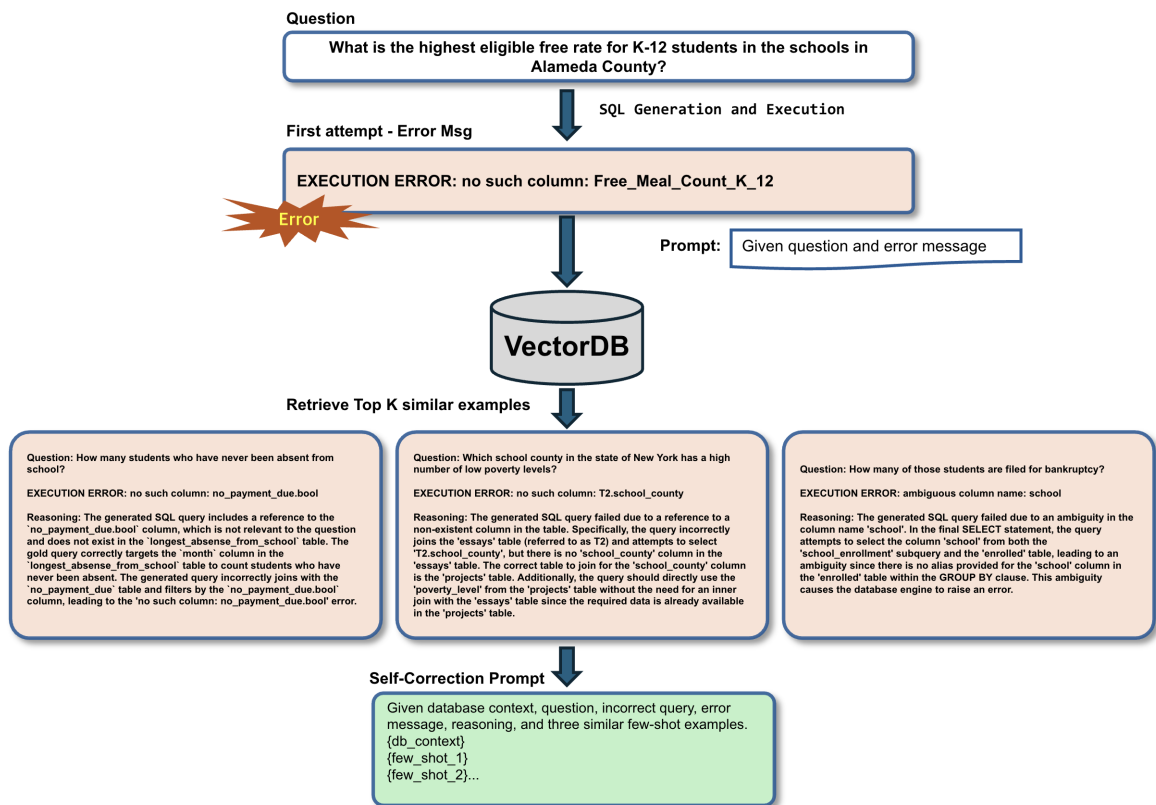 Question
What is the highest eligible free rate for K-12 students in the schools in
Alameda County?
SQL Generation and Execution
First attempt - Error Msg
EXECUTION ERROR: no such column: Free_Meal_Count_K_12
Error
Prompt:
Given question and error message
VectorDB
Retrieve Top K similar examples
Question: How many students who have never been absent from
school?
EXECUTION ERROR: no such column: no_payment_due.bool
Reasoning: The generated SQL query includes a reference to the
`no_payment_due.bool` column, which is not relevant to the question
and does not exist in the `longest_absense_from_school` table. The
gold query correctly targets the `month` column in the
`longest_absense_from_school` table to count students who have
never been absent. The generated query incorrectly joins with the
`no_payment_due` table and filters by the `no_payment_due.bool`
column, leading to the 'no such column: no_payment_due.bool' error.
Question: Which school county in the state of New York has a high
number of low poverty levels?
EXECUTION ERROR: no such column: T2.school_county
Reasoning: The generated SQL query failed due to a reference to a
non-existent column in the table. Specifically, the query incorrectly
joins the 'essays' table (referred to as T2) and attempts to select
'T2.school_county', but there is no 'school_county' column in the
'essays' table. The correct table to join for the 'school_county' column
is the 'projects' table. Additionally, the query should directly use the
'poverty_level' from the 'projects' table without the need for an inner
join with the 'essays' table since the required data is already available
in the 'projects' table.
Question: How many of those students are filed for bankruptcy?
EXECUTION ERROR: ambiguous column name: school
Reasoning: The generated SQL query failed due to an ambiguity in the
column name 'school'. In the final SELECT statement, the query
attempts to select the column 'school' from both the
'school_enrollment' subquery and the 'enrolled' table, leading to an
ambiguity since there is no alias provided for the 'school' column
in the 'enrolled' table within the GROUP BY clause. This ambiguity
causes the database engine to raise an error.
Self-Correction Prompt
Given database context, question, incorrect query, error
message, reasoning, and three similar few-shot examples.
{db_context}
{few_shot_1}
{few_shot_2}...